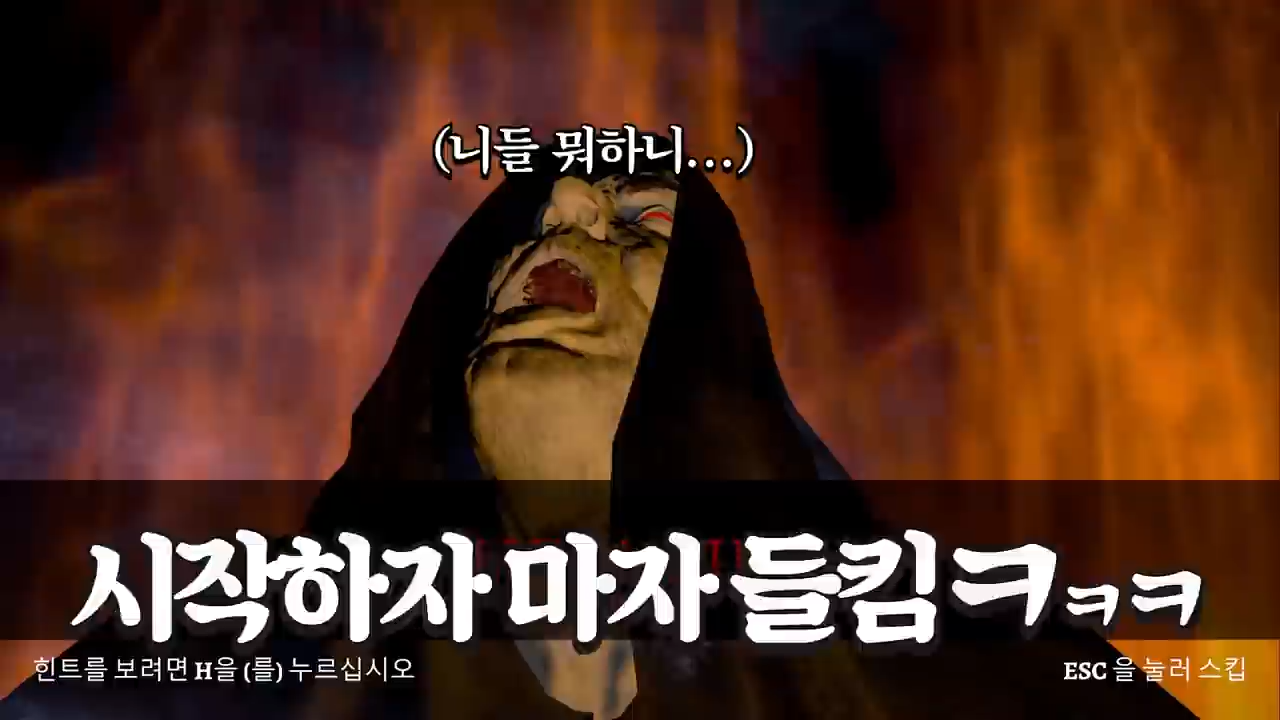 (니들 뭐하니...)
시작하자 마자 들킴ㅋㅋㅋ
힌트를 보려면 H을 (를) 누르십시오
ESC 을 눌러 스킵